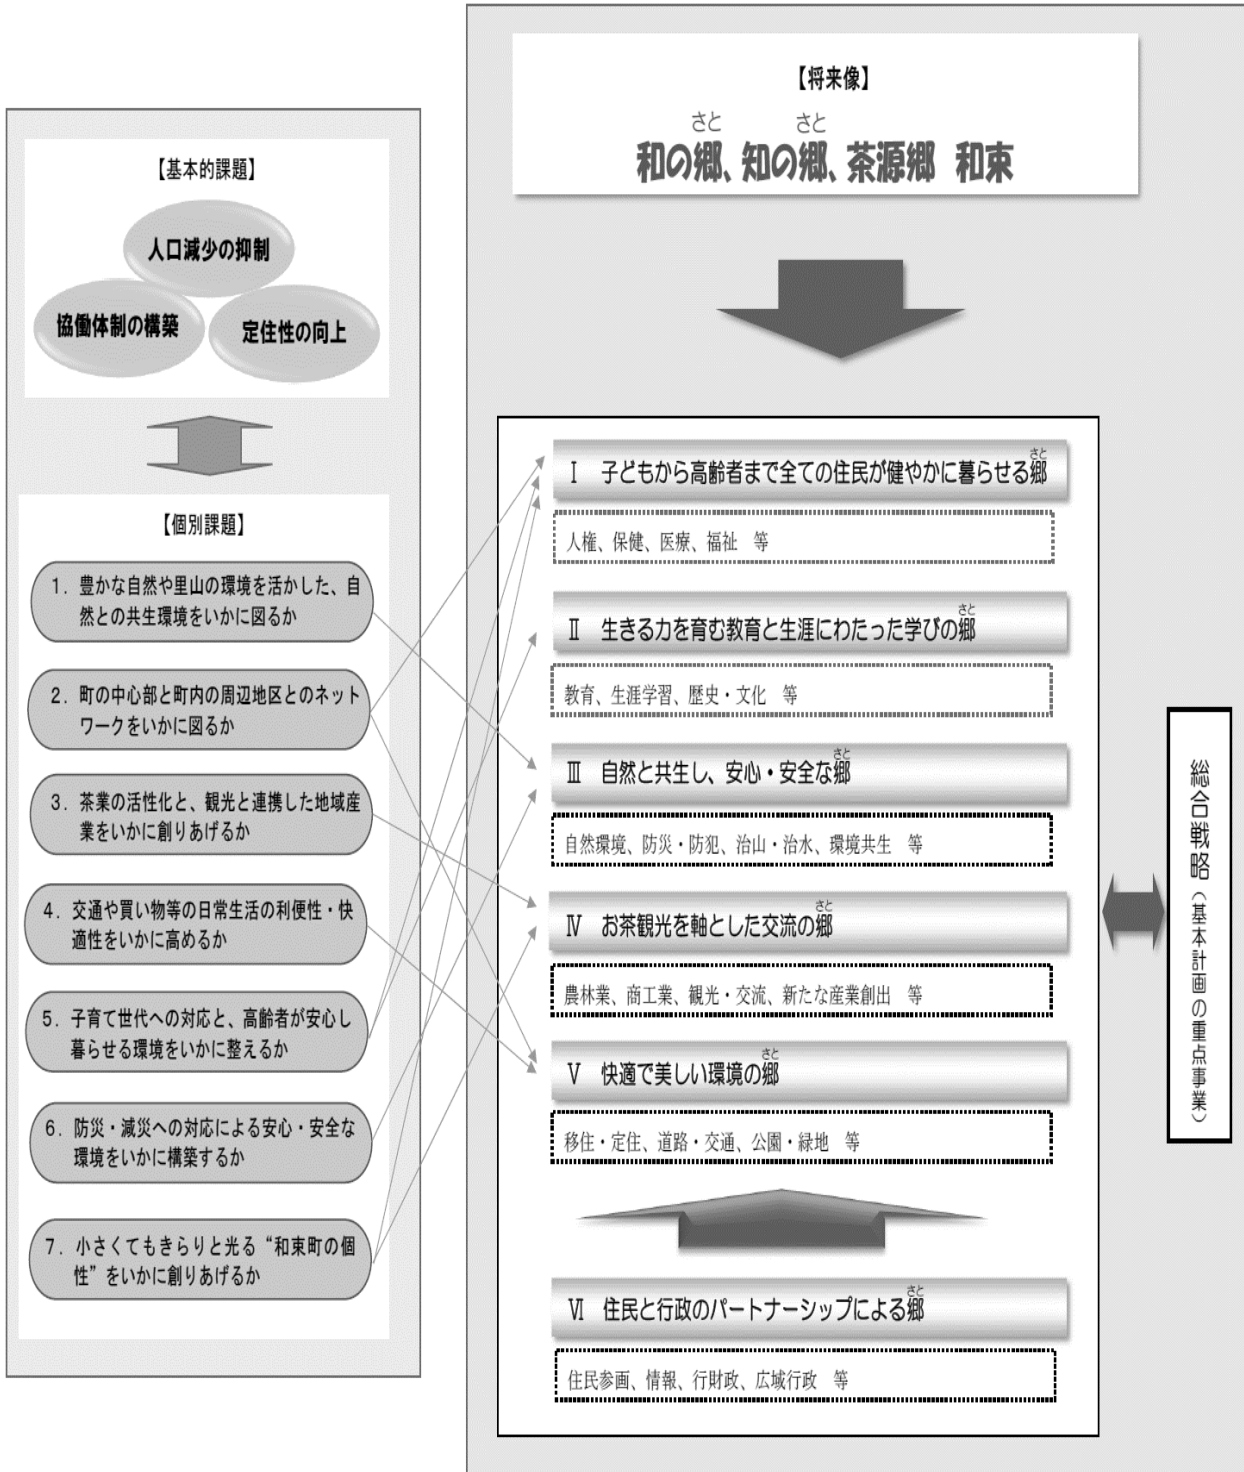 【基本的課題】
人口減少の抑制
協働体制の構築
定住性の向上
【個別課題】
1．豊かな自然や里山の環境を活かした、自
然との共生環境をいかに図るか
2．町の中心部と町内の周辺地区とのネット
ワークをいかに図るか
3．茶業の活性化と、観光と連携した地域産
業をいかに創りあげるか
4．交通や買い物等の日常生活の利便性・快
適性をいかに高めるか
5．子育て世代への対応と、高齢者が安心し
暮らせる環境をいかに整えるか
6．防災・減災への対応による安心・安全な
環境をいかに構築するか
7．小さくてもきらりと光る“和束町の個
性”をいかに創りあげるか
【将来像】
さと さと
和の郷、知の郷、茶源郷 和束
さと
Ⅰ 子どもから高齢者まで全ての住民が健やかに暮らせる郷
人権、保健、医療、福祉 等
さと
Ⅱ 生きる力を育む教育と生涯にわたった学びの郷
教育、生涯学習、歴史・文化 等
さと
Ⅲ 自然と共生し、安心・安全な郷
自然環境、防災・防犯、治山・治水、環境共生 等
さと
Ⅳ お茶観光を軸とした交流の郷
農林業、商工業、観光・交流、新たな産業創出 等
さと
Ⅴ 快適で美しい環境の郷
移住・定住、道路・交通、公園・緑地 等
さと
Ⅵ 住民と行政のパートナーシップによる郷
住民参画、情報、行財政、広域行政 等
総合戦略（基本計画の重点事業）